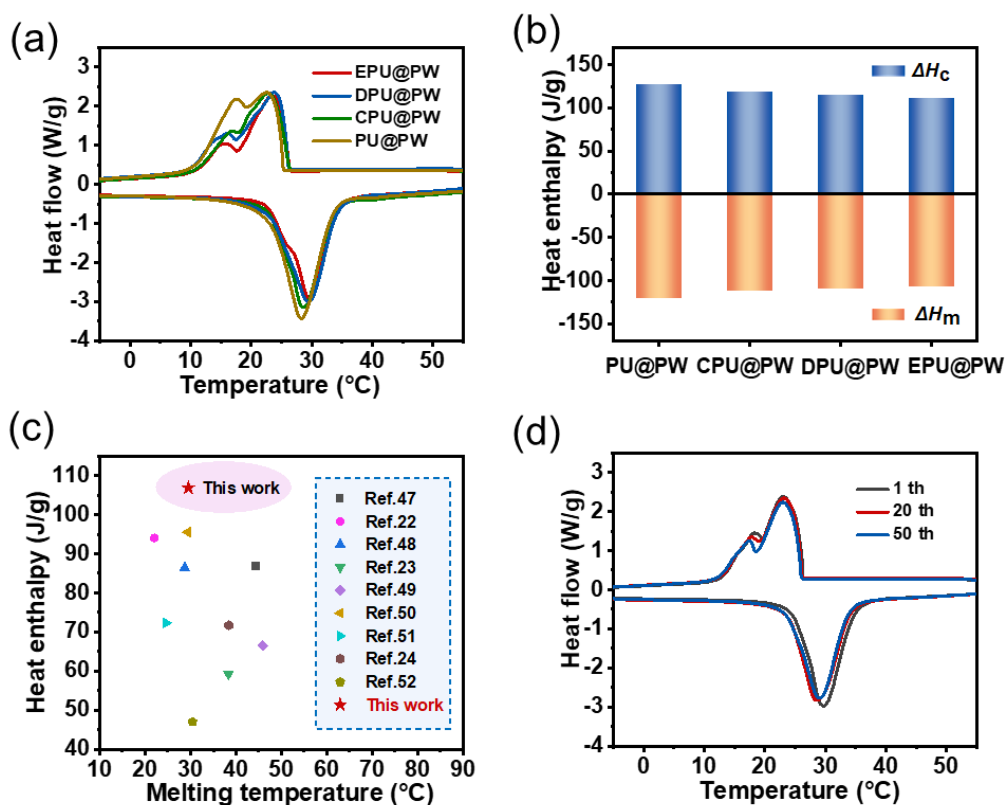 (a)
EPU@PW
DPU@PW
CPU@PW
PU@PW
Heat flow (W/g)
3
2
1
0
-1
-2
-3
-4
0 10 20 30 40 50
Temperature (°C)
(b)
ΔHc
ΔHm
Heat enthalpy (J/g)
150
100
50
0
-50
-100
-150
PU@PW CPU@PW DPU@PW EPU@PW
(c)
This work
Ref.47
Ref.22
Ref.48
Ref.23
Ref.49
Ref.50
Ref.51
Ref.24
Ref.52
This work
Heat enthalpy (J/g)
110
100
90
80
70
60
50
40
10 20 30 40 50 60 70 80 90
Melting temperature (°C)
(d)
1 th
20 th
50 th
Heat flow (W/g)
3
2
1
0
-1
-2
-3
-4
0 10 20 30 40 50
Temperature (°C)